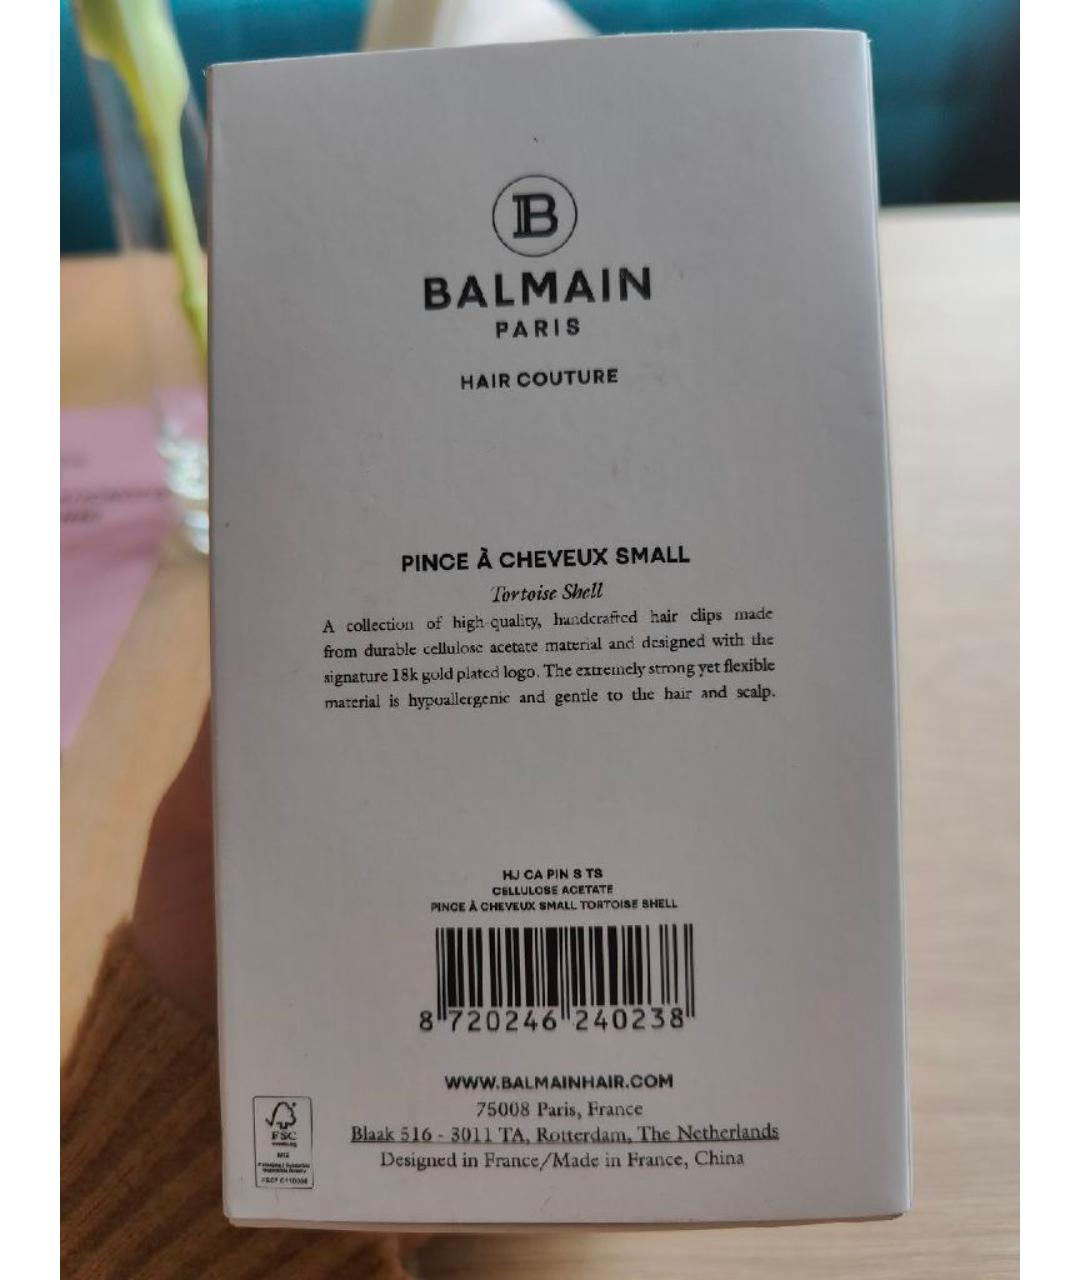 B
BALMAIN
PARIS
HAIR COUTURE
PINCE À CHEVEUX SMALL
Tortoise Shell
A collection of high-quality, handcrafted hair clips made
from durable cellulose acetate material and designed with the
signature 18k gold plated logo. The extremely strong yet flexible
material is hypoallergenic and gentle to the hair and scalp.
HJ CA PIN S TS
CELLULOSE ACETATE
PINCE À CHEVEUX SMALL TORTOISE SHELL
8 720246 240238
WWW.BALMAINHAIR.COM
75008 Paris, France
Blaak 516 - 3011 TA, Rotterdam, The Netherlands
Designed in France/Made in France, China
FSC
MIX